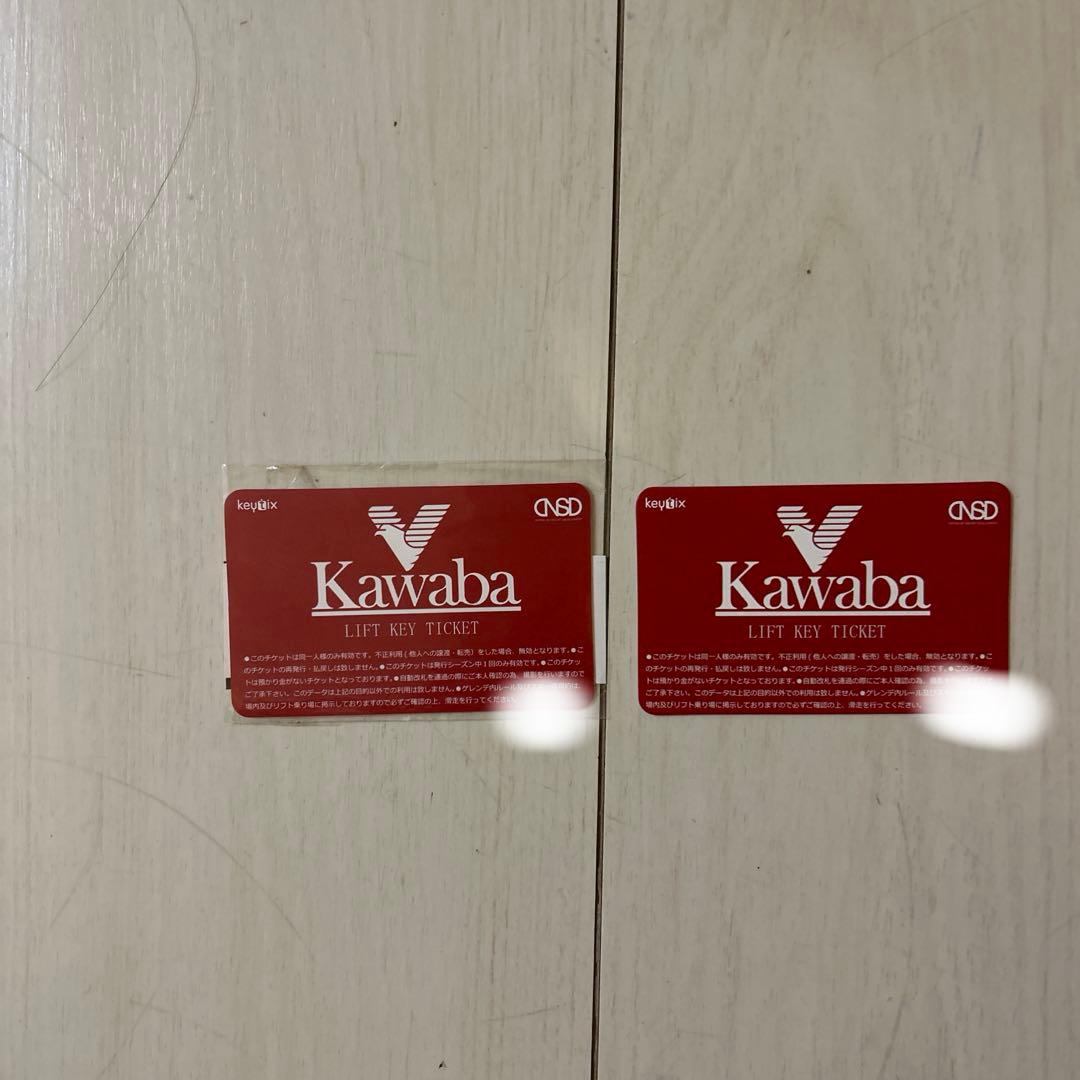 keytix
CNSD
Kawaba
LIFT KEY TICKET
●このチケットは同一人様のみ有効です。不正利用(他人への譲渡・転売)をした場合、無効となります。●こ
のチケットの再発行・払戻しは致しません。●このチケットは発行シーズン中1回のみ有効です。●このチケッ
トは預かり金がないチケットとなっております。●自動改札を通過の際にご本人確認の為、撮影を行いますので
ご了承下さい。このデータは上記の目的以外での利用は致しません。●ゲレンデ内ルール及び
場内及びリフト乗り場に掲示しておりますので必ずご確認の上、滑走を行ってください。
keytix
CNSD
Kawaba
LIFT KEY TICKET
●このチケットは同一人様のみ有効です。不正利用(他人への譲渡・転売)をした場合、無効となります。●こ
のチケットの再発行・払戻しは致しません。●このチケットは発行シーズン中1回のみ有効です。●このチケッ
トは預かり金がないチケットとなっております。●自動改札を通過の際にご本人確認の為、撮
ご了承下さい。このデータは上記の目的以外での利用は致しません。●ゲレンデ内ルール及び
場内及びリフト乗り場に掲示しておりますので必ずご確認の上、滑走を行ってください。